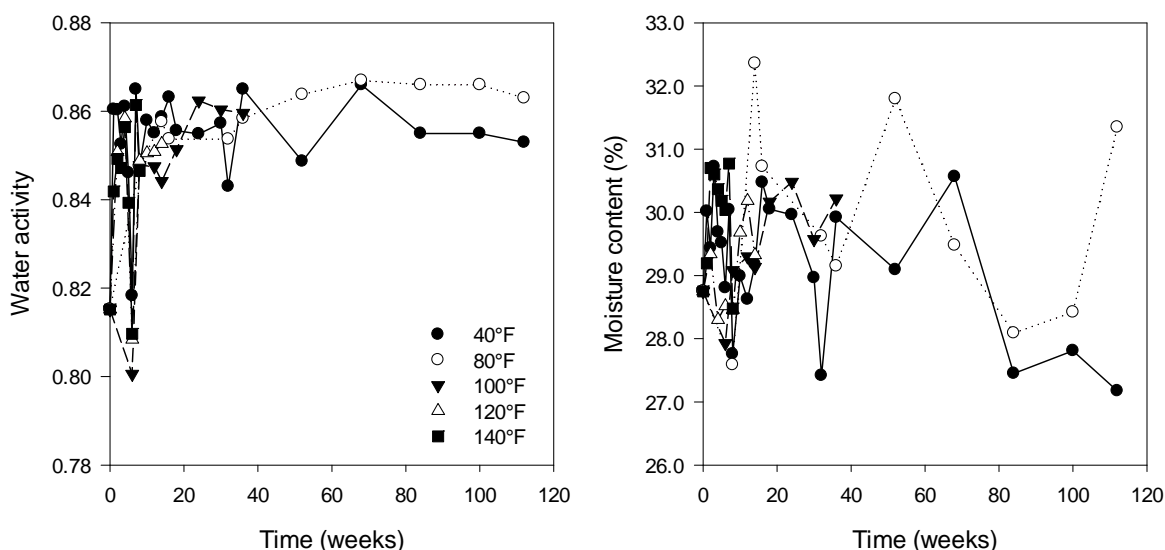 0.88
0.86
0.84
0.82
0.80
0.78
Water activity
0 20 40 60 80 100 120
Time (weeks)
40°F
80°F
100°F
120°F
140°F
33.0
32.0
31.0
30.0
29.0
28.0
27.0
26.0
Moisture content (%)
0 20 40 60 80 100 120
Time (weeks)